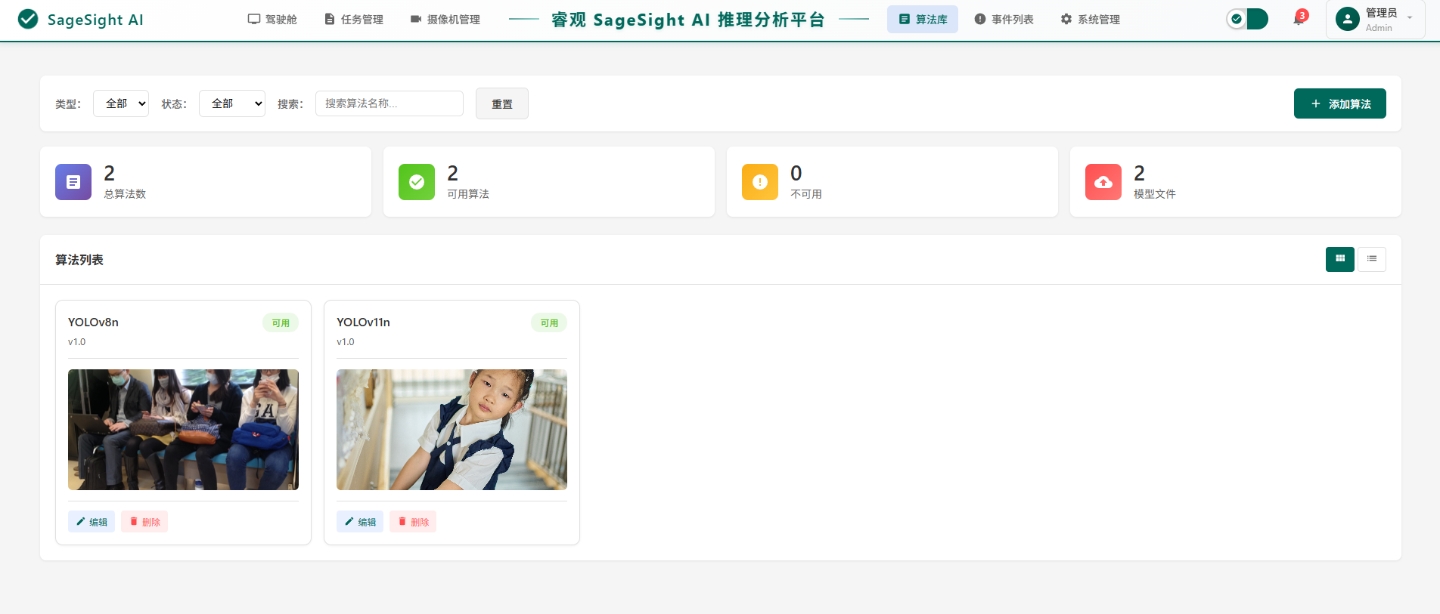 SageSight AI
驾驶舱
任务管理
摄像机管理
睿观 SageSight AI 推理分析平台
算法库
事件列表
系统管理
3
管理员
Admin
类型:
全部
状态:
全部
搜索:
搜索算法名称...
重置
+ 添加算法
2
总算法数
2
可用算法
0
不可用
2
模型文件
算法列表
YOLOv8n
可用
v1.0
GA
编辑
删除
YOLOv11n
可用
v1.0
编辑
删除